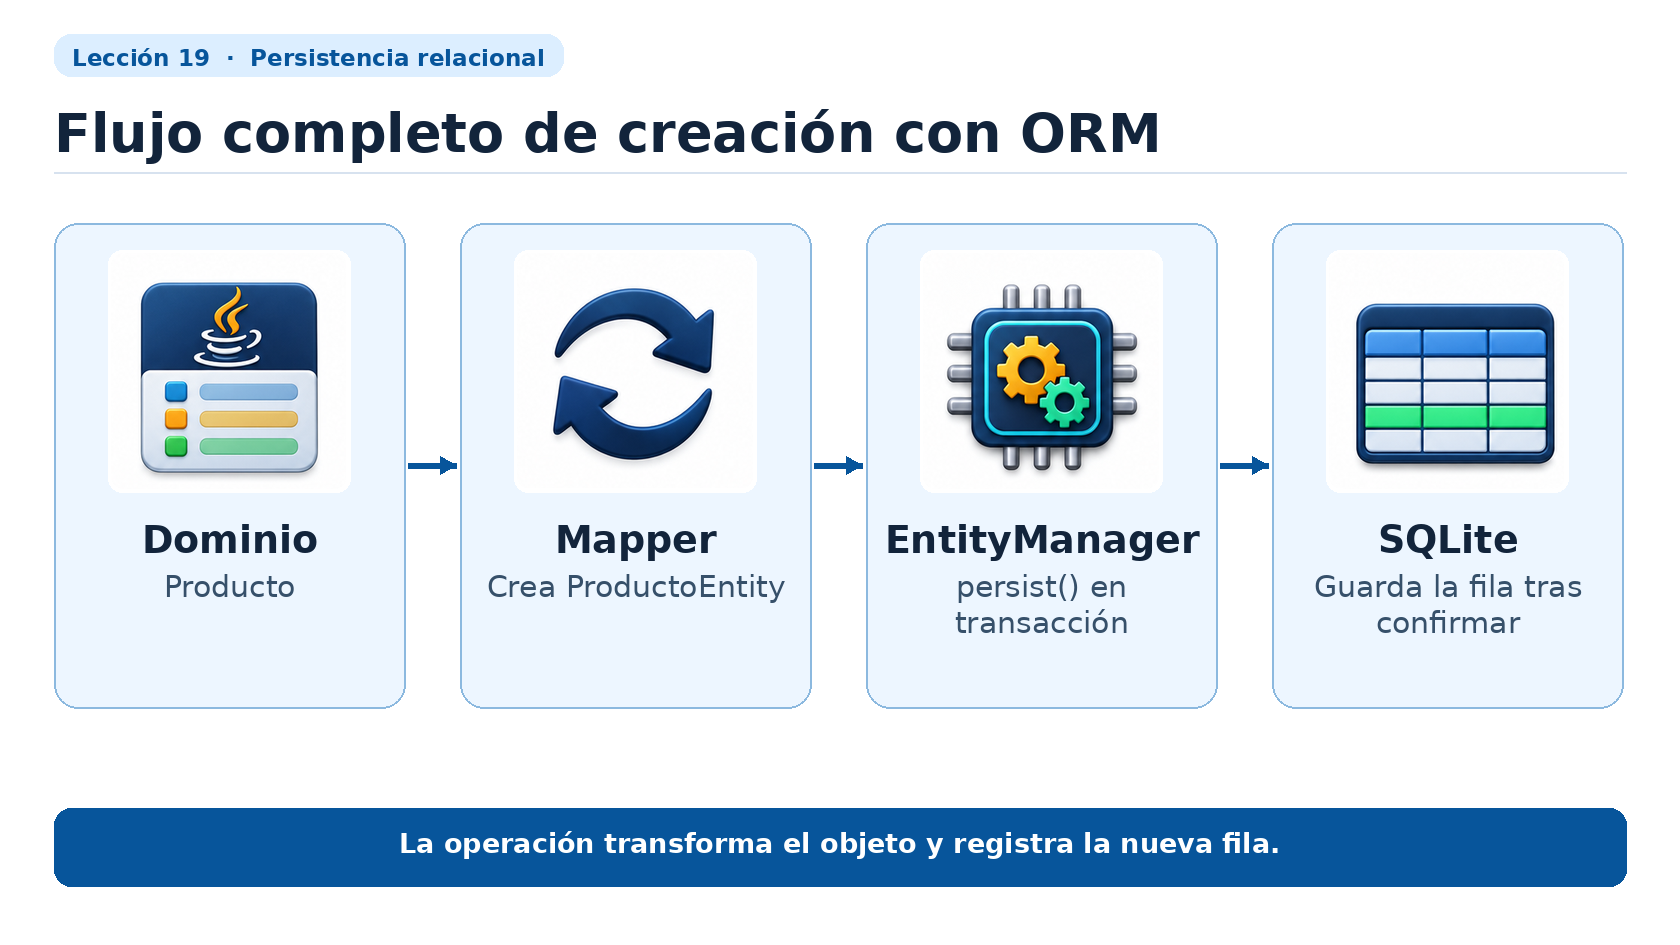 Lección 19 · Persistencia relacional
Flujo completo de creación con ORM
Dominio
Producto
Mapper
Crea ProductoEntity
EntityManager
persist() en
transacción
SQLite
Guarda la fila tras
confirmar
La operación transforma el objeto y registra la nueva fila.